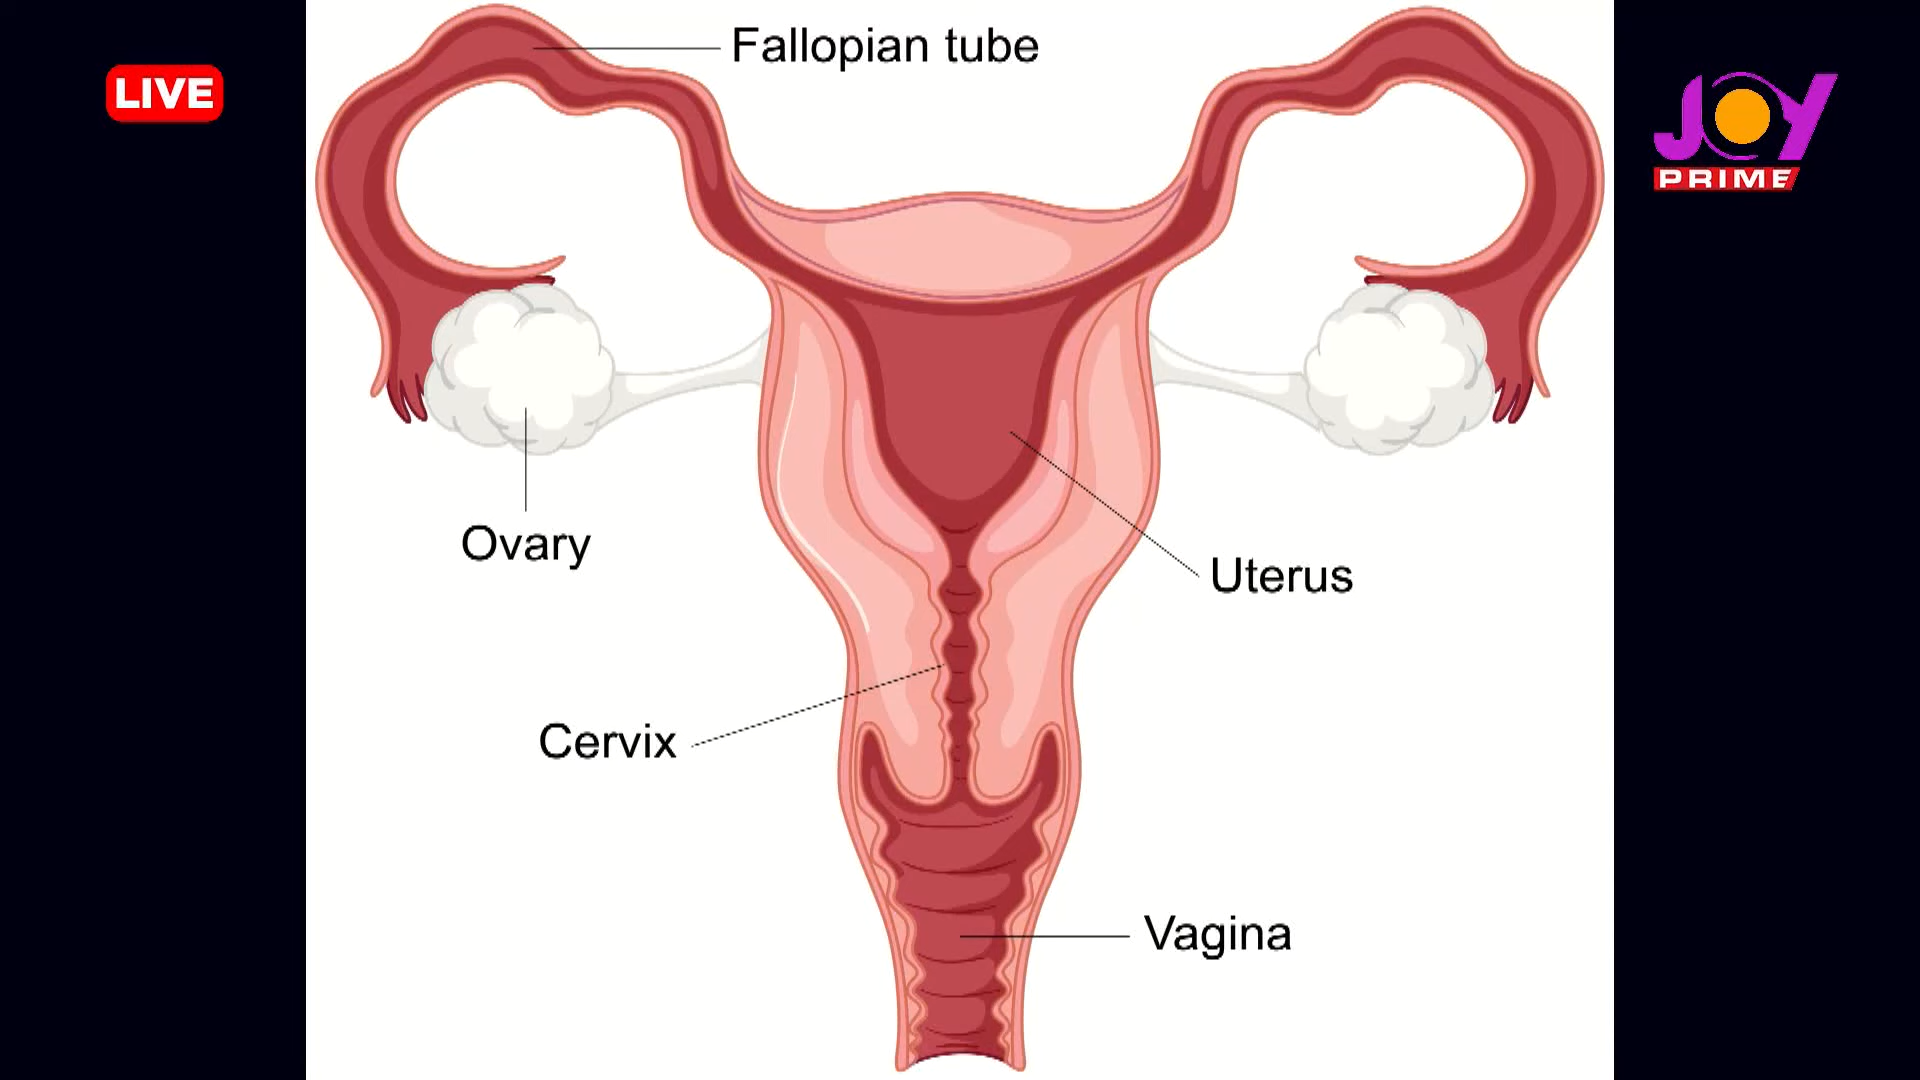 Fallopian tube
LIVE
JOY
PRIME
Ovary
Uterus
Cervix
Vagina